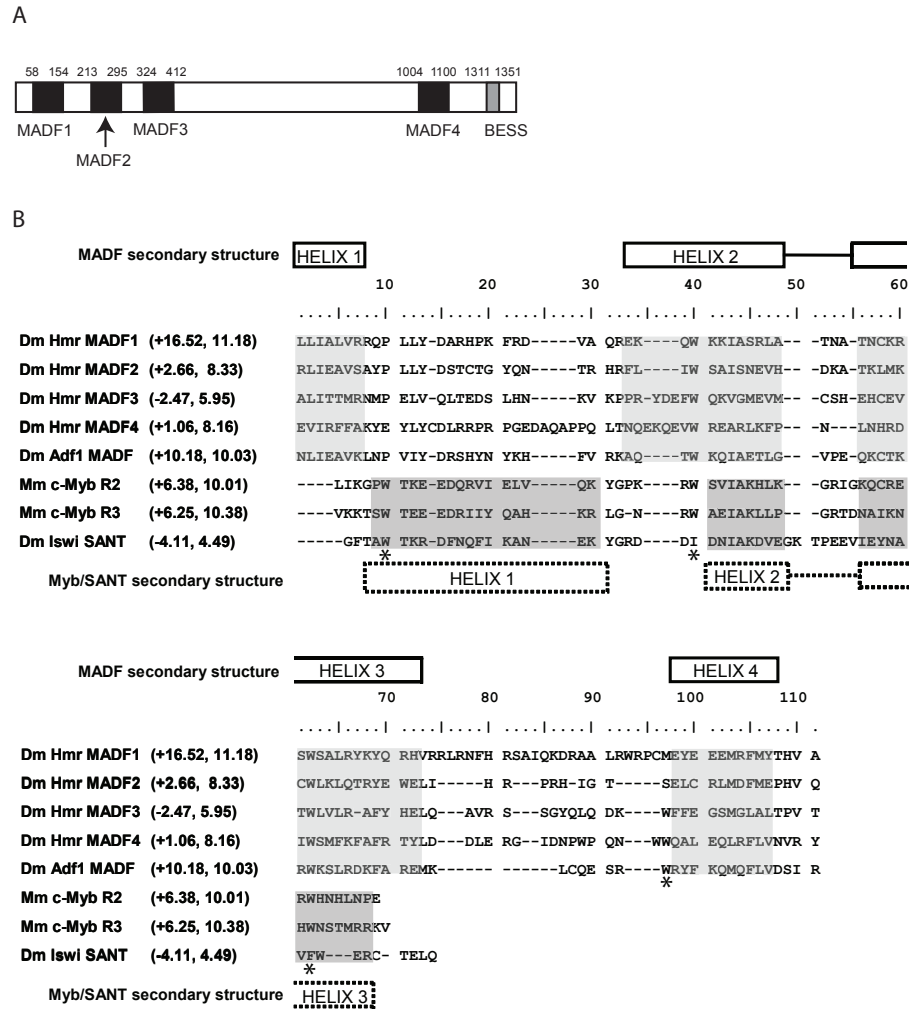 A
58 154 213 295 324 412 1004 1100 1311 1351
MADF1 MADF3 MADF4 BESS
MADF2
B
MADF secondary structure HELIX 1 HELIX 2
10 20 30 40 50 60
....|....| ....|....| ....|....| ....|....| ....|....| ....|....|
Dm Hmr MADF1 (+16.52, 11.18) LLIALVRRQP LLY-DARHPK FRD-----VA QREK----QW KKIASRLA-- -TNA-TNCKR
Dm Hmr MADF2 (+2.66, 8.33) RLIEAVSAYP LLY-DSTCTG YQN-----TR HRFL----IW SAISNEVH-- -DKA-TKLMK
Dm Hmr MADF3 (-2.47, 5.95) ALITTMRNMP ELV-QLTEDS LHN-----KV KPPR-YDEFW QKVGMEVM-- -CSH-EHCEV
Dm Hmr MADF4 (+1.06, 8.16) EVIRFFAKYE YLYCDLRRPR PGEDAQAPPQ LTNQEKQEVW REARLKFP-- -N---LNHRD
Dm Adf1 MADF (+10.18, 10.03) NLIEAVKLNP VIY-DRSHYN YKH-----FV RKAQ----TW KQIAETLG-- -VPE-QKCTK
Mm c-Myb R2 (+6.38, 10.01) ----LIKGPW TKEE-EDQRVI ELV-----QK YGPK----RW SVIAKHLK-- -GRIGKQCRE
Mm c-Myb R3 (+6.25, 10.38) ----VKKTSW TEE-EDRIIY QAH-----KR LG-N----RW AEIAKLLP-- -GRTDNAIKN
Dm Iswi SANT (-4.11, 4.49) -----GFTAW TKR-DFNQFI KAN-----EK YGRD----DI DNIAKDVEGK TPEEVIEYNA
* *
Myb/SANT secondary structure HELIX 1 HELIX 2
MADF secondary structure HELIX 3 HELIX 4
70 80 90 100 110
....|....| ....|....| ....|....| ....|....| ....|....| .
Dm Hmr MADF1 (+16.52, 11.18) SWSALRYKYQ RHVRRLRNFH RSAIQKDRAA LRWRPCMEYE EEMRFMYTHV A
Dm Hmr MADF2 (+2.66, 8.33) CWLKLQTRYE WELI-----H R---PRH-IG T-----SELC RLMDFMEPHV Q
Dm Hmr MADF3 (-2.47, 5.95) TWLVLR-AFY HELQ---AVR S---SGYQLQ DK----WFFE GSMGLALTPV T
Dm Hmr MADF4 (+1.06, 8.16) IWSMFKFAFR TYLD---DLE RG--IDNPWP QN---WWQALE EQLRFLVNVR Y
Dm Adf1 MADF (+10.18, 10.03) RWKSLRDKFA REMK------ -----LCQES R-----WRYF KQMQFLVDSI R
Mm c-Myb R2 (+6.38, 10.01) RWHNHLNPE
Mm c-Myb R3 (+6.25, 10.38) HWNSTMRRKV
Dm Iswi SANT (-4.11, 4.49) VFW---ERC- TELQ
* *
Myb/SANT secondary structure HELIX 3